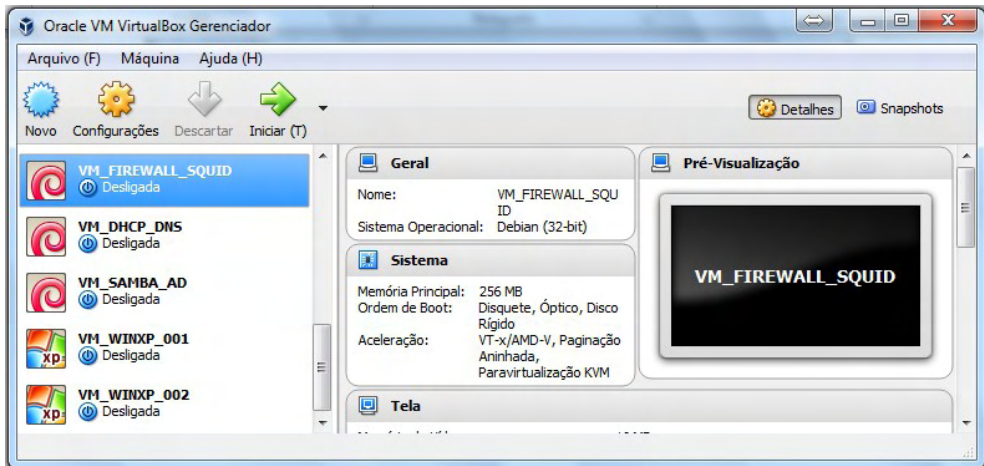 Oracle VM VirtualBox Gerenciador
Arquivo (F) Máquina Ajuda (H)
Novo Configurações Descartar Iniciar (T) Detalhes Snapshots
VM_FIREWALL_SQUID
Desligada
VM_DHCP_DNS
Desligada
VM_SAMBA_AD
Desligada
VM_WINXP_001
Desligada
VM_WINXP_002
Desligada
Geral
Nome: VM_FIREWALL_SQU
ID
Sistema Operacional: Debian (32-bit)
Sistema
Memória Principal: 256 MB
Ordem de Boot: Disquete, Óptico, Disco
Rígido
Aceleração: VT-x/AMD-V, Paginação
Aninhada,
Paravirtualização KVM
Tela
Pré-Visualização
VM_FIREWALL_SQUID